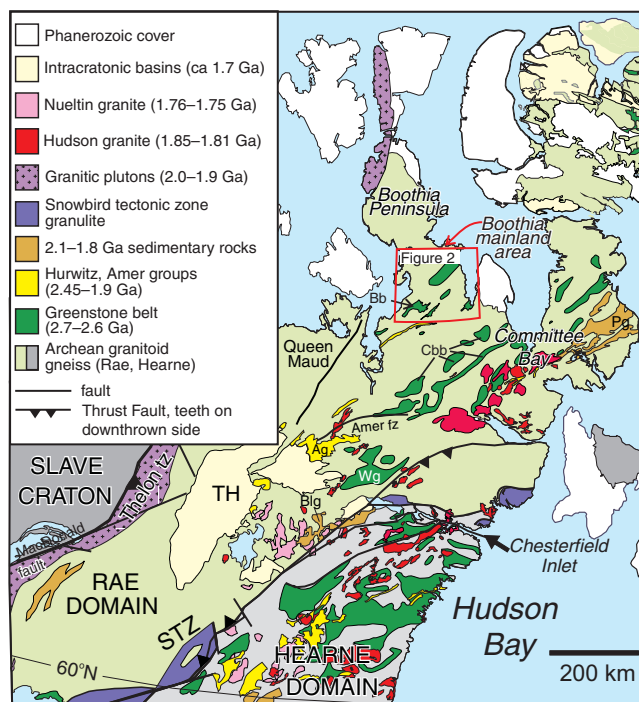 Phanerozoic cover
Intracratonic basins (ca 1.7 Ga)
Nueltin granite (1.76–1.75 Ga)
Hudson granite (1.85–1.81 Ga)
Granitic plutons (2.0–1.9 Ga)
Snowbird tectonic zone
granulite
2.1–1.8 Ga sedimentary rocks
Hurwitz, Amer groups
(2.45–1.9 Ga)
Greenstone belt
(2.7–2.6 Ga)
Archean granitoid
gneiss (Rae, Hearne)
fault
Thrust Fault, teeth on
downthrown side
Boothia
Peninsula
Boothia
mainland
area
Figure 2
Bb
Queen
Maud
Cbb
Committee
Bay
Pg
Amer fz
Ag
Wg
SLAVE
CRATON
Thelon tz
TH
Blg
MacDonald
fault
Chesterfield
Inlet
RAE
DOMAIN
STZ
Hudson
Bay
HEARNE
DOMAIN
60°N
200 km